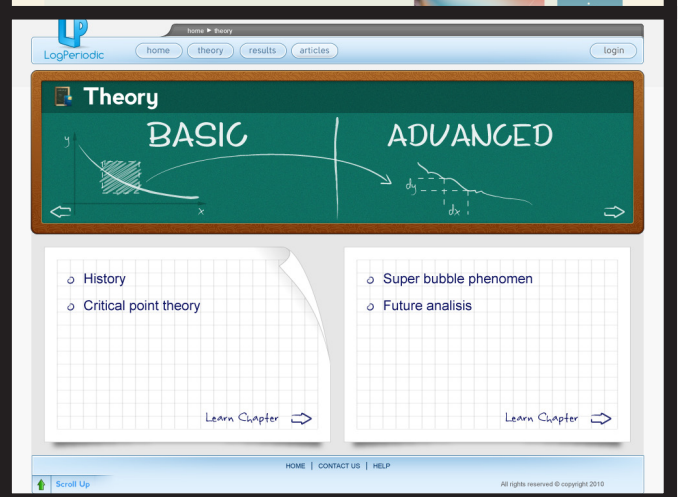 LP
home ▶ theory
LogPeriodic
home theory results articles login
Theory
BASIC ADVANCED
y
x
dy
dx
History
Critical point theory
Learn Chapter
Super bubble phenomen
Future analisis
Learn Chapter
HOME | CONTACT US | HELP
Scroll Up
All rights reserved © copyright 2010